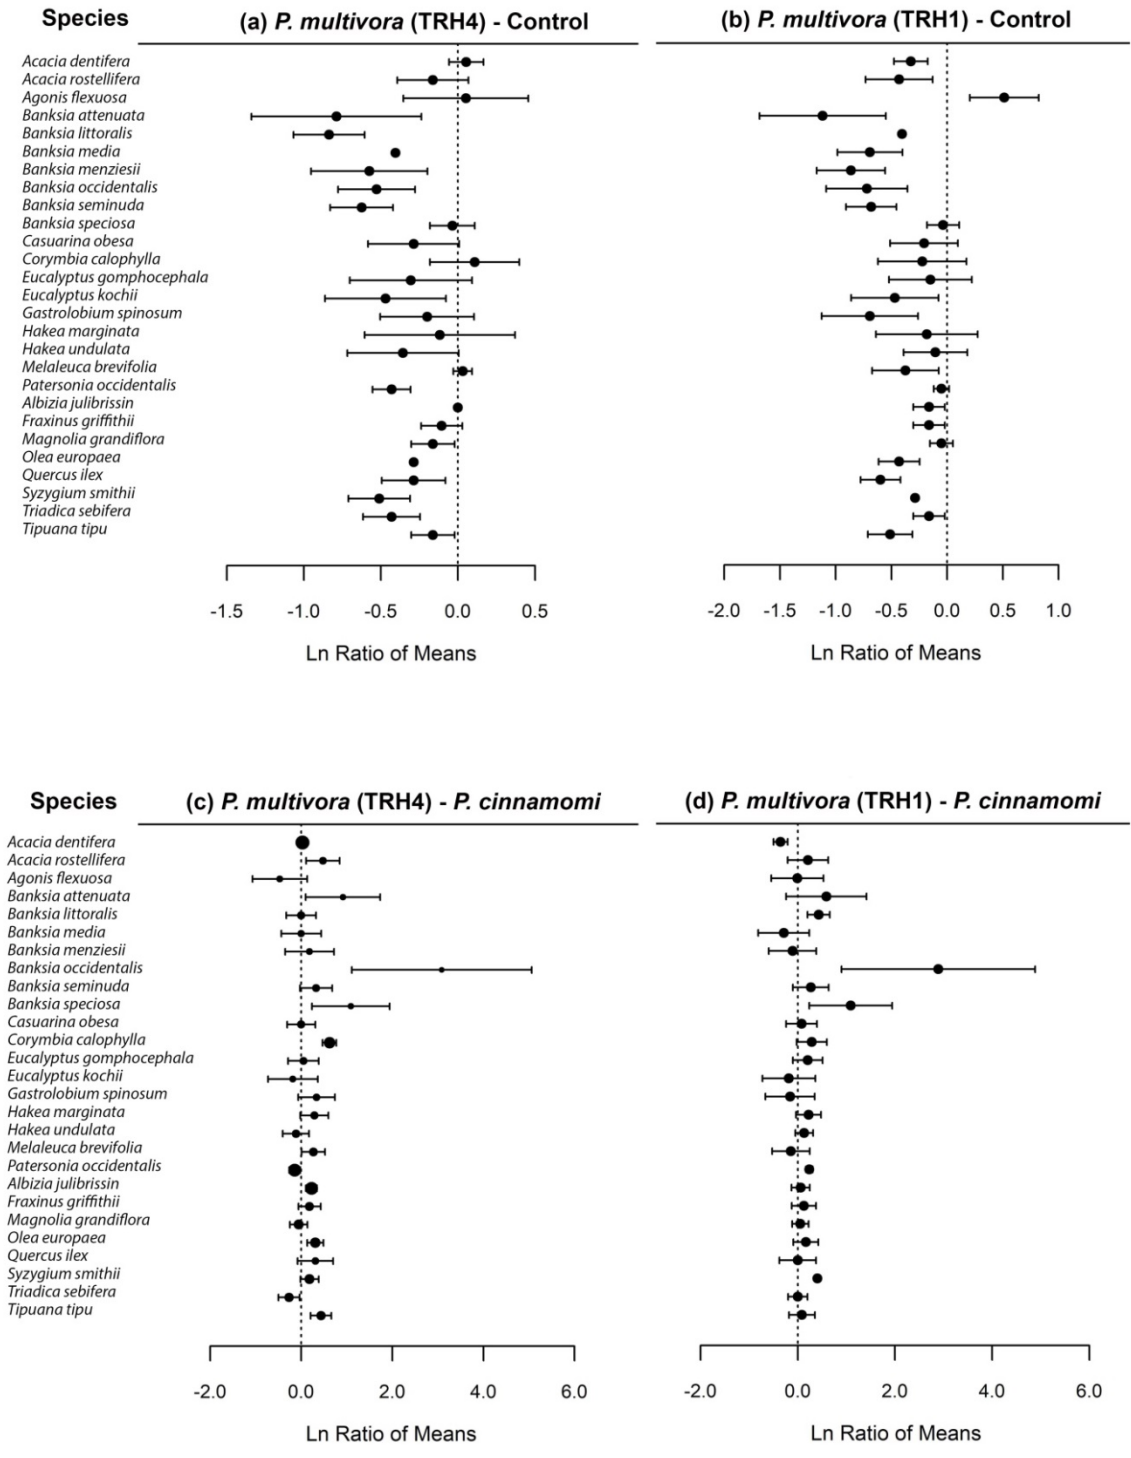 Species
(a) P. multivora (TRH4) - Control
(b) P. multivora (TRH1) - Control
Acacia dentifera
Acacia rostellifera
Agonis flexuosa
Banksia attenuata
Banksia littoralis
Banksia media
Banksia menziesii
Banksia occidentalis
Banksia seminuda
Banksia speciosa
Casuarina obesa
Corymbia calophylla
Eucalyptus gomphocephala
Eucalyptus kochii
Gastrolobium spinosum
Hakea marginata
Hakea undulata
Melaleuca brevifolia
Patersonia occidentalis
Albizia julibrissin
Fraxinus griffithii
Magnolia grandiflora
Olea europaea
Quercus ilex
Syzygium smithii
Triadica sebifera
Tipuana tipu
-1.5 -1.0 -0.5 0.0 0.5
-2.0 -1.5 -1.0 -0.5 0.0 0.5 1.0
Ln Ratio of Means
Ln Ratio of Means
Species
(c) P. multivora (TRH4) - P. cinnamomi
(d) P. multivora (TRH1) - P. cinnamomi
Acacia dentifera
Acacia rostellifera
Agonis flexuosa
Banksia attenuata
Banksia littoralis
Banksia media
Banksia menziesii
Banksia occidentalis
Banksia seminuda
Banksia speciosa
Casuarina obesa
Corymbia calophylla
Eucalyptus gomphocephala
Eucalyptus kochii
Gastrolobium spinosum
Hakea marginata
Hakea undulata
Melaleuca brevifolia
Patersonia occidentalis
Albizia julibrissin
Fraxinus griffithii
Magnolia grandiflora
Olea europaea
Quercus ilex
Syzygium smithii
Triadica sebifera
Tipuana tipu
-2.0 0.0 2.0 4.0 6.0
-2.0 0.0 2.0 4.0 6.0
Ln Ratio of Means
Ln Ratio of Means